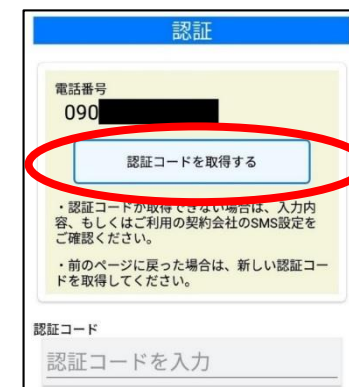 認証
電話番号
090
認証コードを取得する
・認証コードが取得できない場合は、入力内
容、もしくはご利用の契約会社のSMS設定を
ご確認ください。
・前のページに戻った場合は、新しい認証コー
ドを取得してください。
認証コード
認証コードを入力